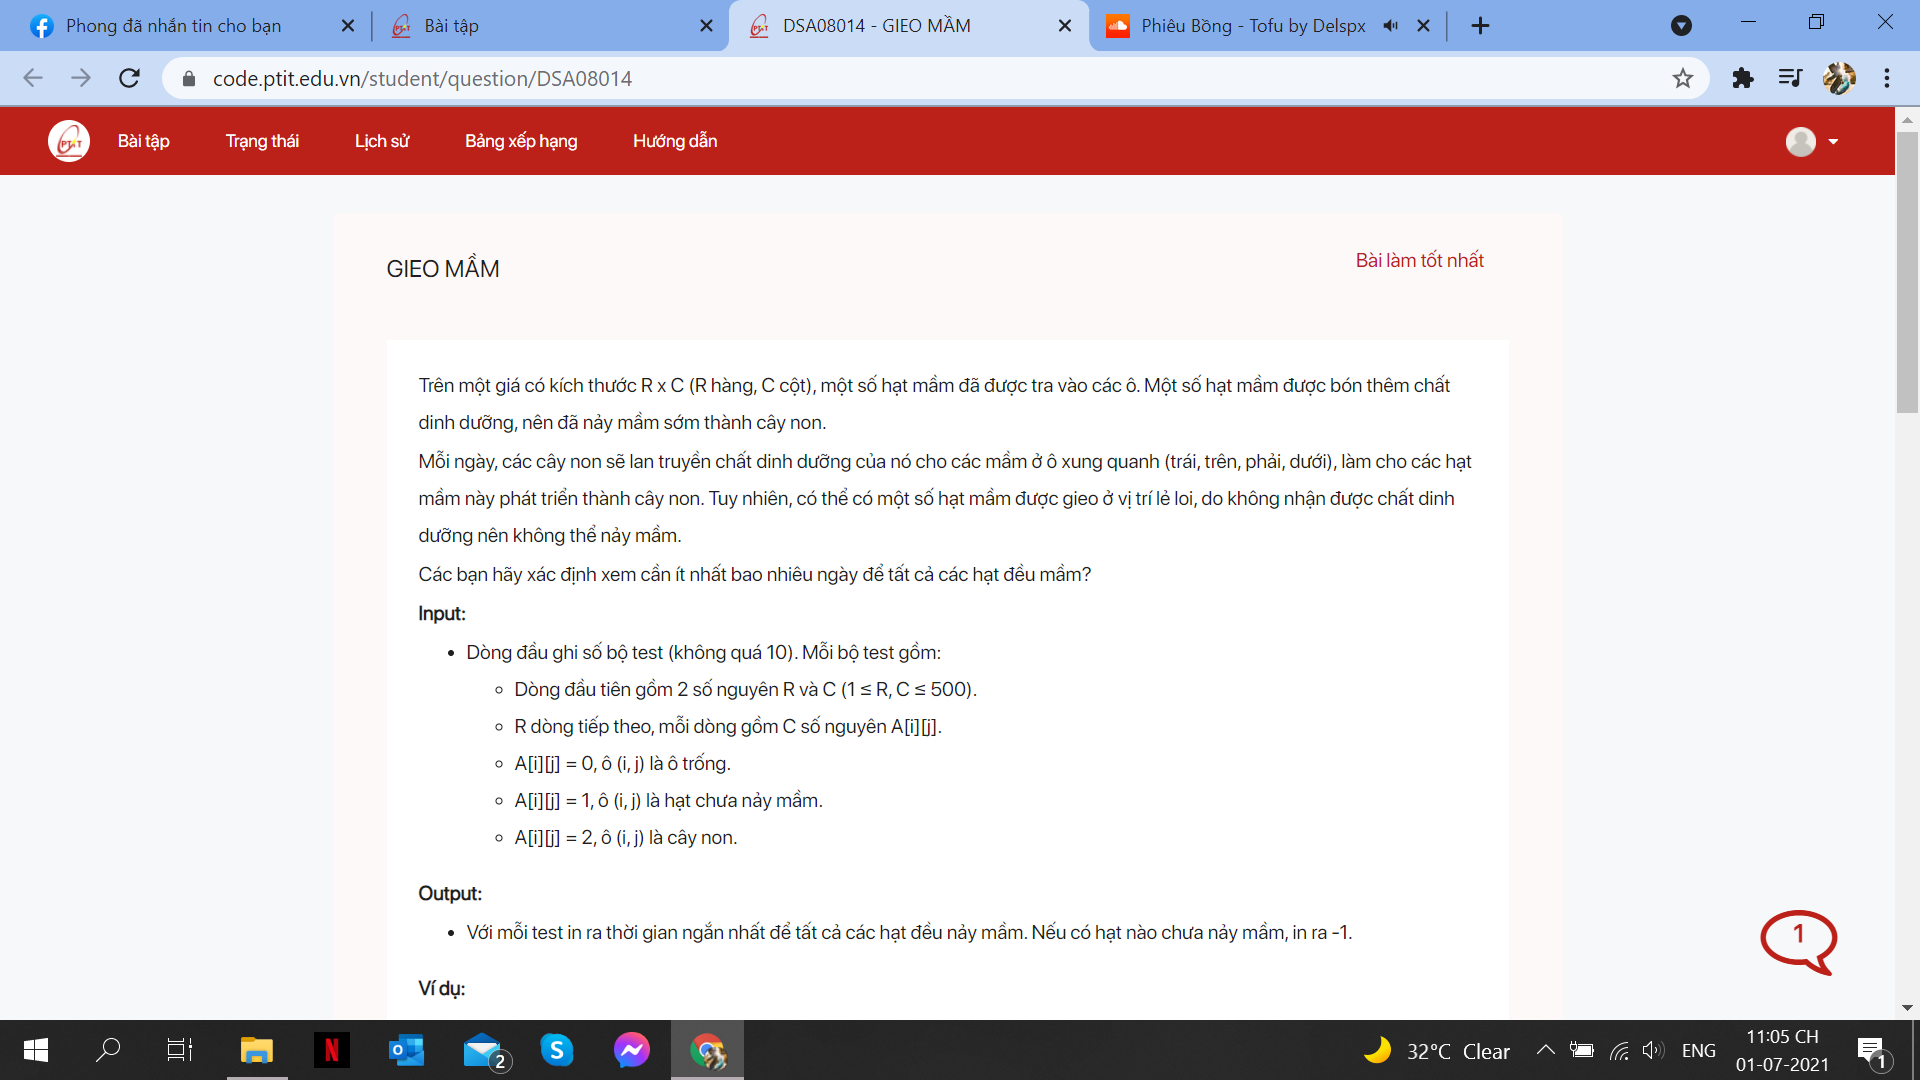 Phong đã nhắn tin cho bạn
Bài tập
DSA08014 - GIEO MẦM
Phiêu Bồng - Tofu by Delspx
code.ptit.edu.vn/student/question/DSA08014
PTIT Bài tập Trạng thái Lịch sử Bảng xếp hạng Hướng dẫn
GIEO MẦM
Bài làm tốt nhất
Trên một giá có kích thước R x C (R hàng, C cột), một số hạt mầm đã được tra vào các ô. Một số hạt mầm được bón thêm chất
dinh dưỡng, nên đã nảy mầm sớm thành cây non.
Mỗi ngày, các cây non sẽ lan truyền chất dinh dưỡng của nó cho các mầm ở ô xung quanh (trái, trên, phải, dưới), làm cho các hạt
mầm này phát triển thành cây non. Tuy nhiên, có thể có một số hạt mầm được gieo ở vị trí lẻ loi, do không nhận được chất dinh
dưỡng nên không thể nảy mầm.
Các bạn hãy xác định xem cần ít nhất bao nhiêu ngày để tất cả các hạt đều mầm?
Input:
• Dòng đầu ghi số bộ test (không quá 10). Mỗi bộ test gồm:
◦ Dòng đầu tiên gồm 2 số nguyên R và C (1 ≤ R, C ≤ 500).
◦ R dòng tiếp theo, mỗi dòng gồm C số nguyên A[i][j].
◦ A[i][j] = 0, ô (i, j) là ô trống.
◦ A[i][j] = 1, ô (i, j) là hạt chưa nảy mầm.
◦ A[i][j] = 2, ô (i, j) là cây non.
Output:
• Với mỗi test in ra thời gian ngắn nhất để tất cả các hạt đều nảy mầm. Nếu có hạt nào chưa nảy mầm, in ra -1.
1
Ví dụ:
N
O
2
S
32°C Clear
ENG
11:05 CH
01-07-2021
1